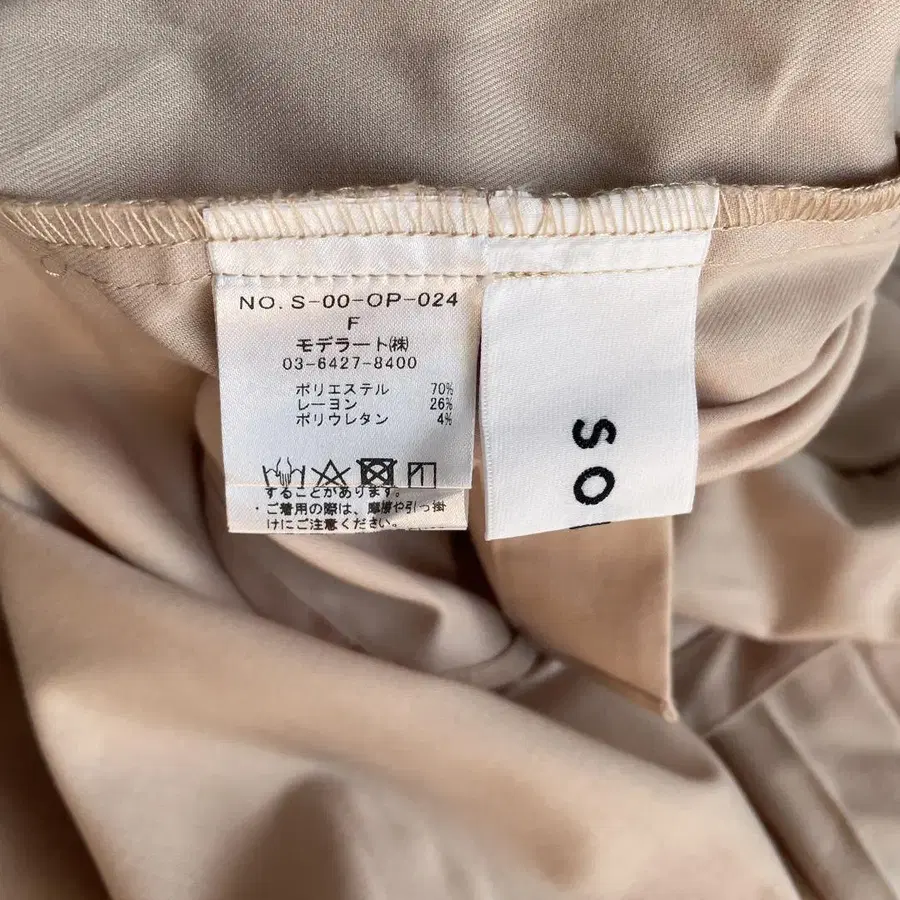 NO. S-00-OP-024
F
モデラート㈱
03-6427-8400
ポリエステル 70%
レーヨン 26%
ポリウレタン 4%
することがあります。
・ご着用の際は、摩擦や引っ掛
けにご注意ください。
SO